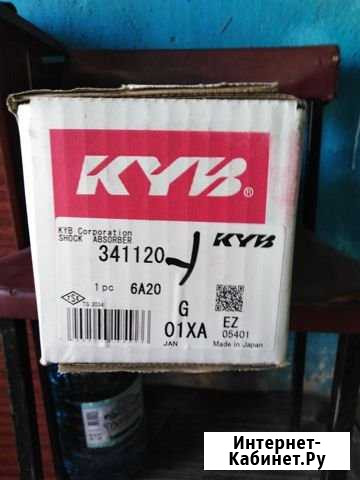 KYB®
KYB Corporation
SHOCK ABSORBER
341120
KYB
1 pc 6A20
G
01XA
JAN
EZ
05401
Made in Japan
Интернет-
Кабинет.Ру